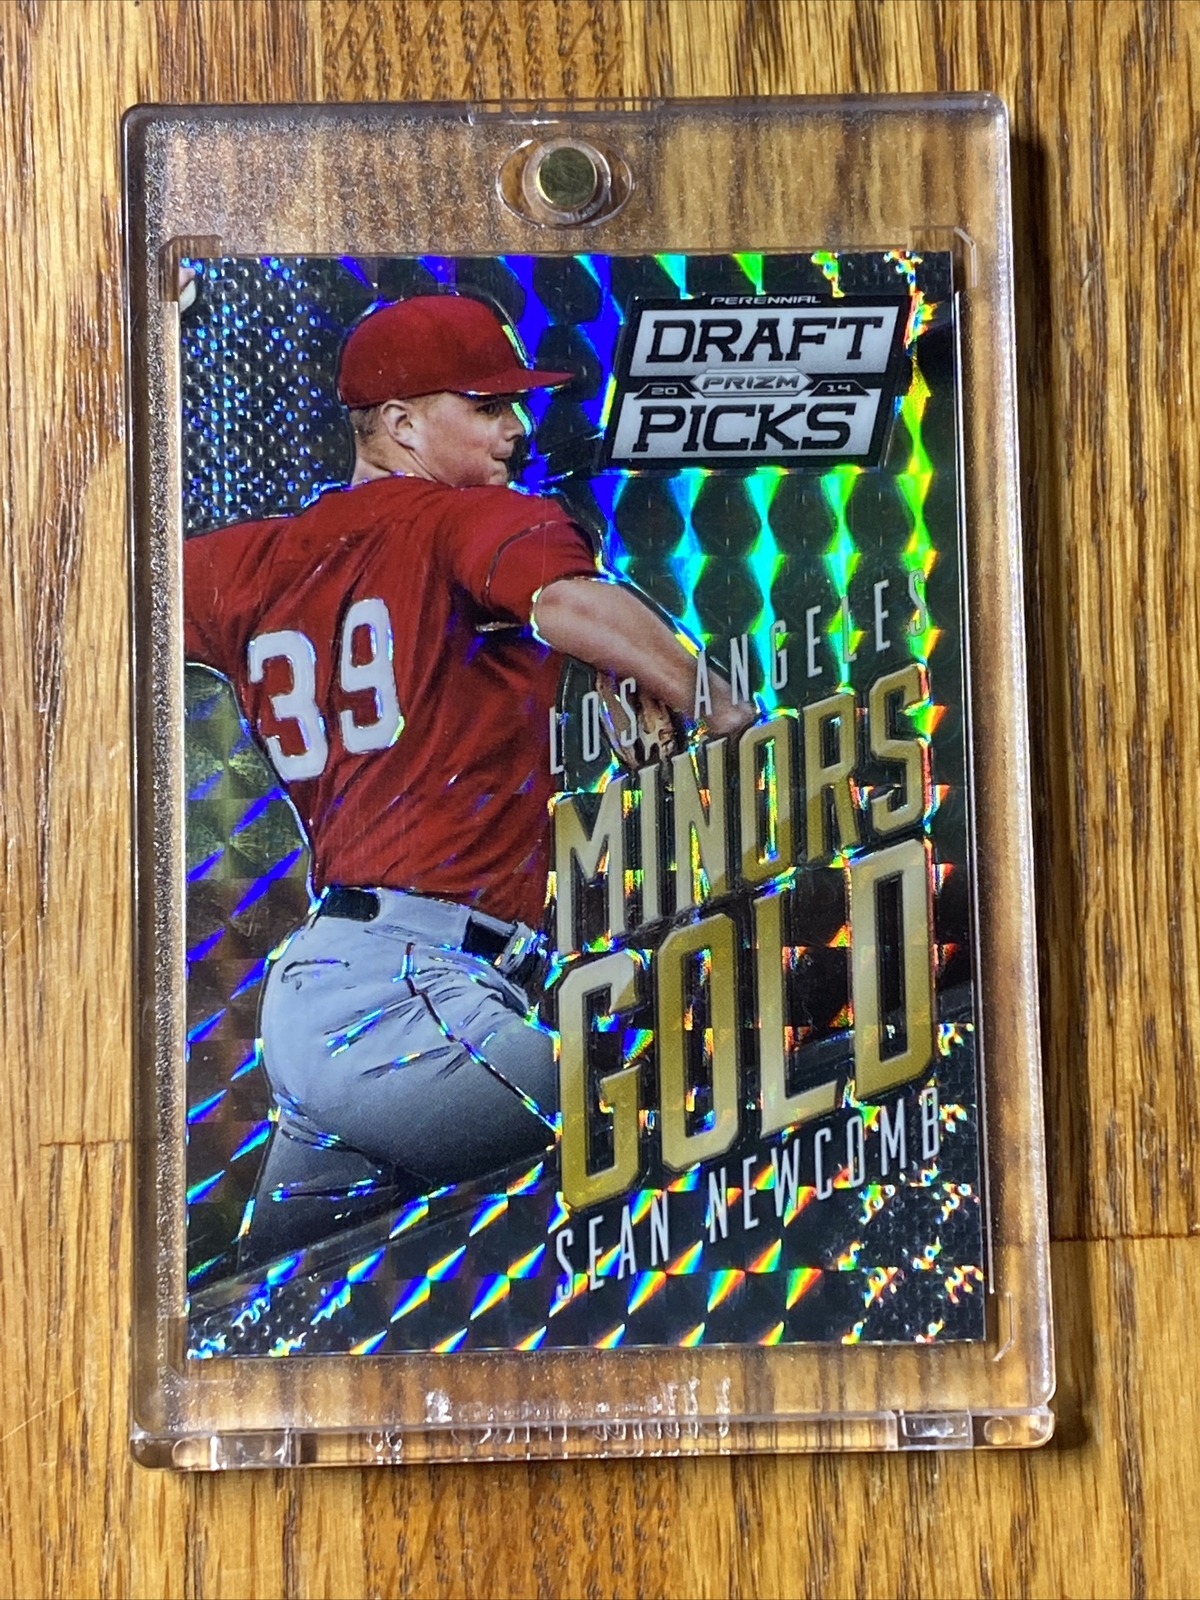 PERENNIAL
DRAFT
20 PRIZM 14
PICKS
39
LOS ANGELES
MINORS
GOLD
SEAN NEWCOMB